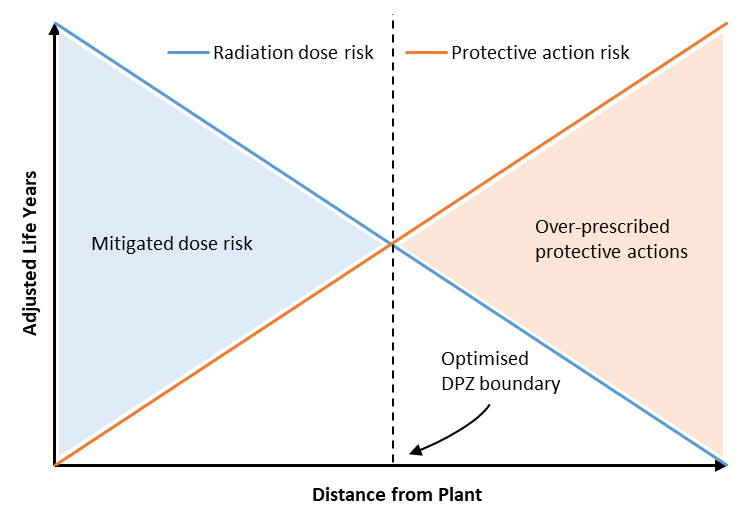 Radiation dose risk
Protective action risk
Adjusted Life Years
Mitigated dose risk
Over-prescribed
protective actions
Optimised
DPZ boundary
Distance from Plant